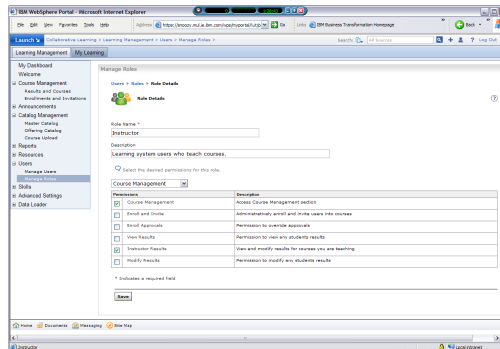 IBM WebSphere Portal - Microsoft Internet Explorer
File Edit View Favorites Tools Help
Address
Go
Links
IBM Business Transformation Homepage
Back
Launch
Collaborative Learning > Learning Management > Users > Manage Roles >
Search:
All Sources
? Log Out
Learning Management
My Learning
My Dashboard
Welcome
Course Management
Results and Courses
Enrollments and Invitations
Announcements
Catalog Management
Master Catalog
Offering Catalog
Course Upload
Reports
Resources
Users
Manage Users
Manage Roles
Skills
Advanced Settings
Data Loader
Manage Roles
Users > Roles > Role Details
Role Details
Role Name *
Instructor
Description
Learning system users who teach courses.
Select the desired permissions for this role.
Course Management
Permissions Description
Course Management Access Course Management section
Enroll and Invite Administratively enroll and invite users into courses
Enroll Approvals Permission to override approvals
View Results Permission to view any students results
Instructor Results View and modify results for courses you are teaching
Modify Results Permission to modify any students results
* Indicates a required field
Save
Home Documents Messaging Site Map
Instructor
Local intranet